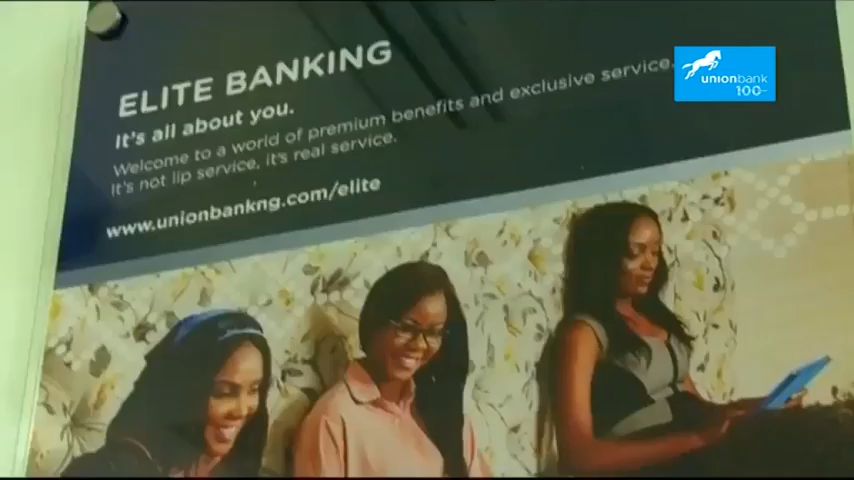 ELITE BANKING
It's all about you.
Welcome to a world of premium benefits and exclusive service.
It's not lip service, it's real service.
www.unionbankng.com/elite
unionbank
100